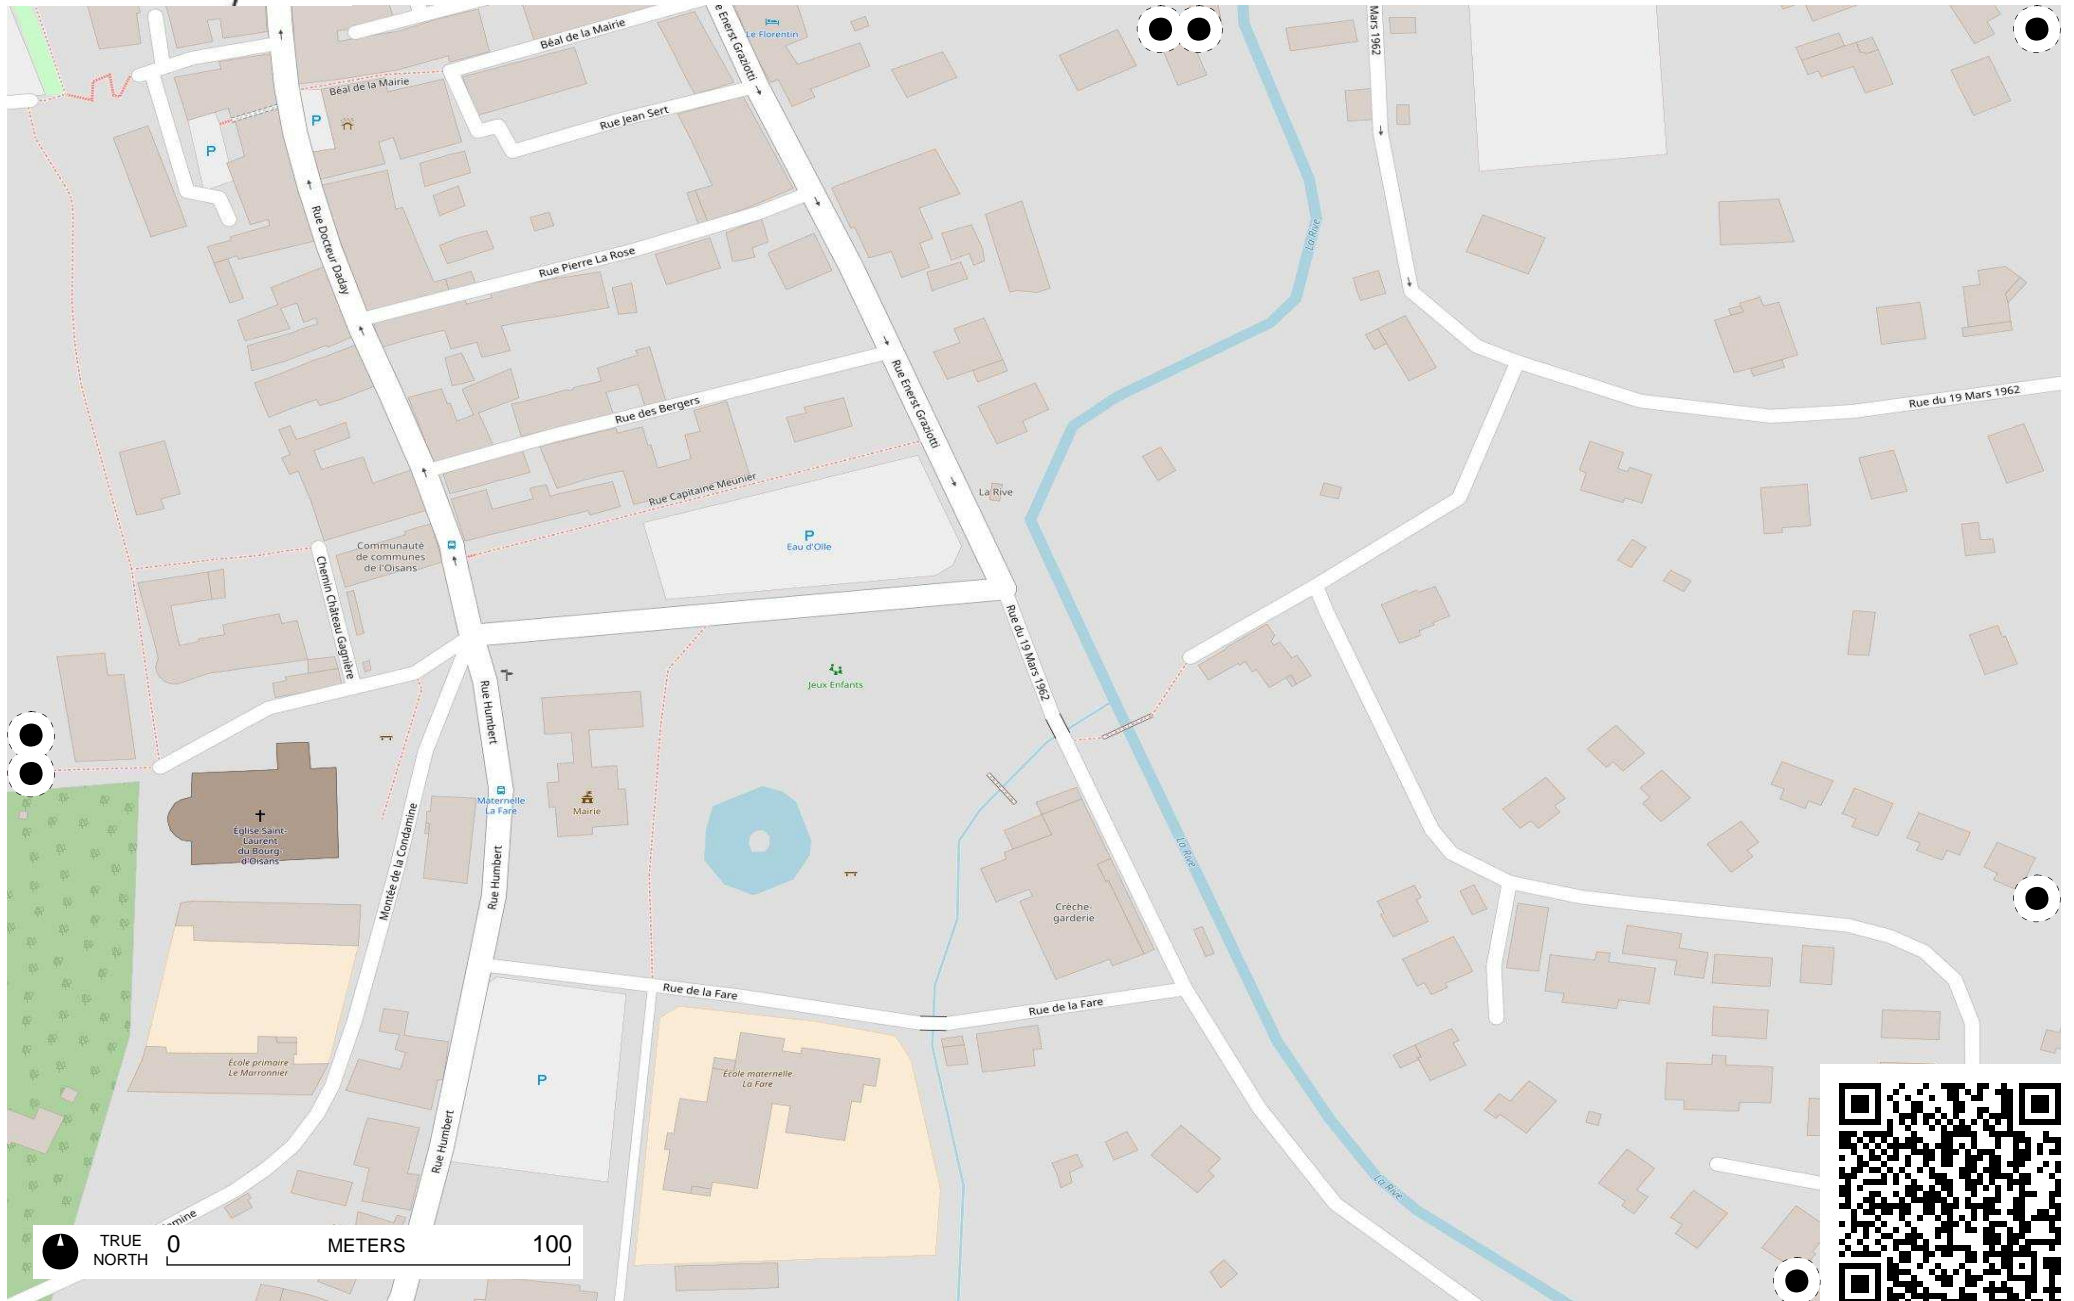 e Enerst Graziotti
Le Florentin
Mars 1962
Béal de la Mairie
Béal de la Mairie
P
P
Rue Jean Sert
Rue Docteur Daday
Rue Pierre La Rose
La Rive
Rue Enerst Graziotti
Rue du 19 Mars 1962
Rue des Bergers
Rue Capitaine Meunier
La Rive
P
Eau d'Olle
Communauté
de communes
de l'Oisans
Chemin Château Gagnière
Rue du 19 Mars 1962
Jeux Enfants
Rue Humbert
Maternelle
La Fare
Mairie
Église Saint-
Laurent
du Bourg-
d'Oisans
Montée de la Condamine
Rue Humbert
La Rive
Crèche-
garderie
Rue de la Fare
Rue de la Fare
École primaire
Le Marronnier
P
École maternelle
La Fare
Rue Humbert
La Rive
amine
TRUE
NORTH
0 METERS 100